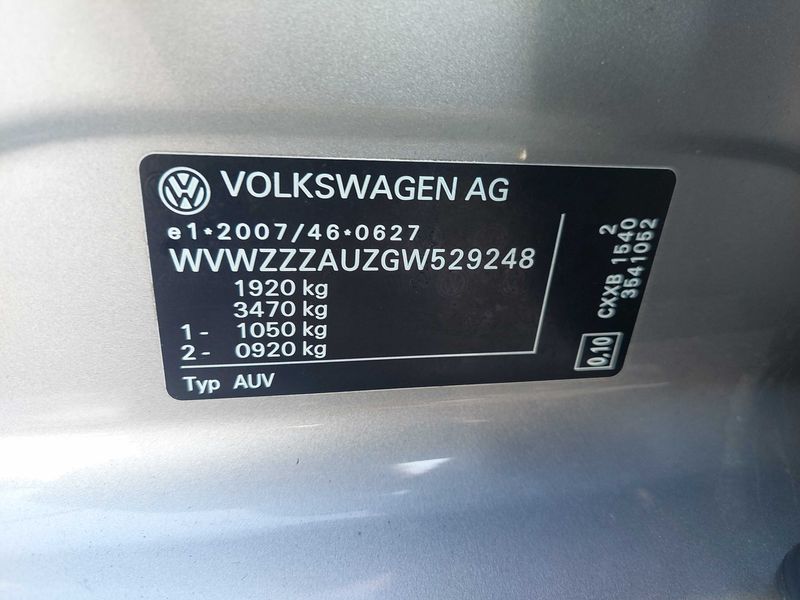 VOLKSWAGEN AG
e1*2007/46*0627
WVWZZZAUZGW529248
1920 kg
3470 kg
1- 1050 kg
2- 0920 kg
Typ AUV
2
CXXB 1540
3541052
0,10